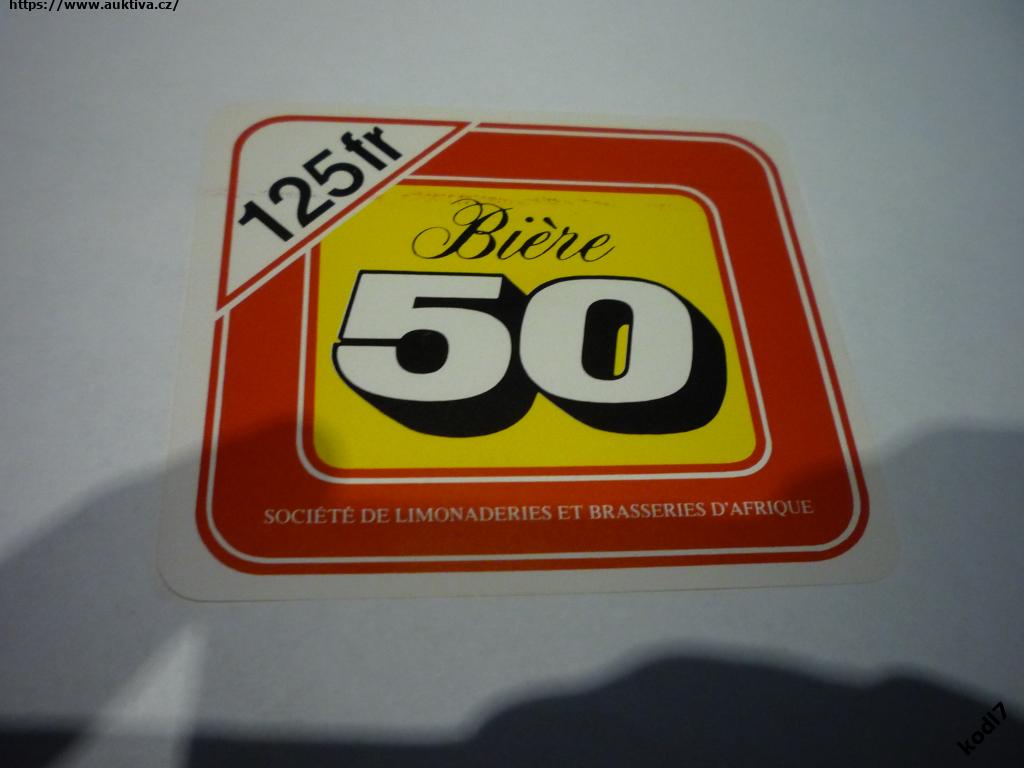 https://www.auktiva.cz/
125fr
Bière
50
SOCIÉTÉ DE LIMONADERIES ET BRASSERIES D'AFRIQUE
kodl7